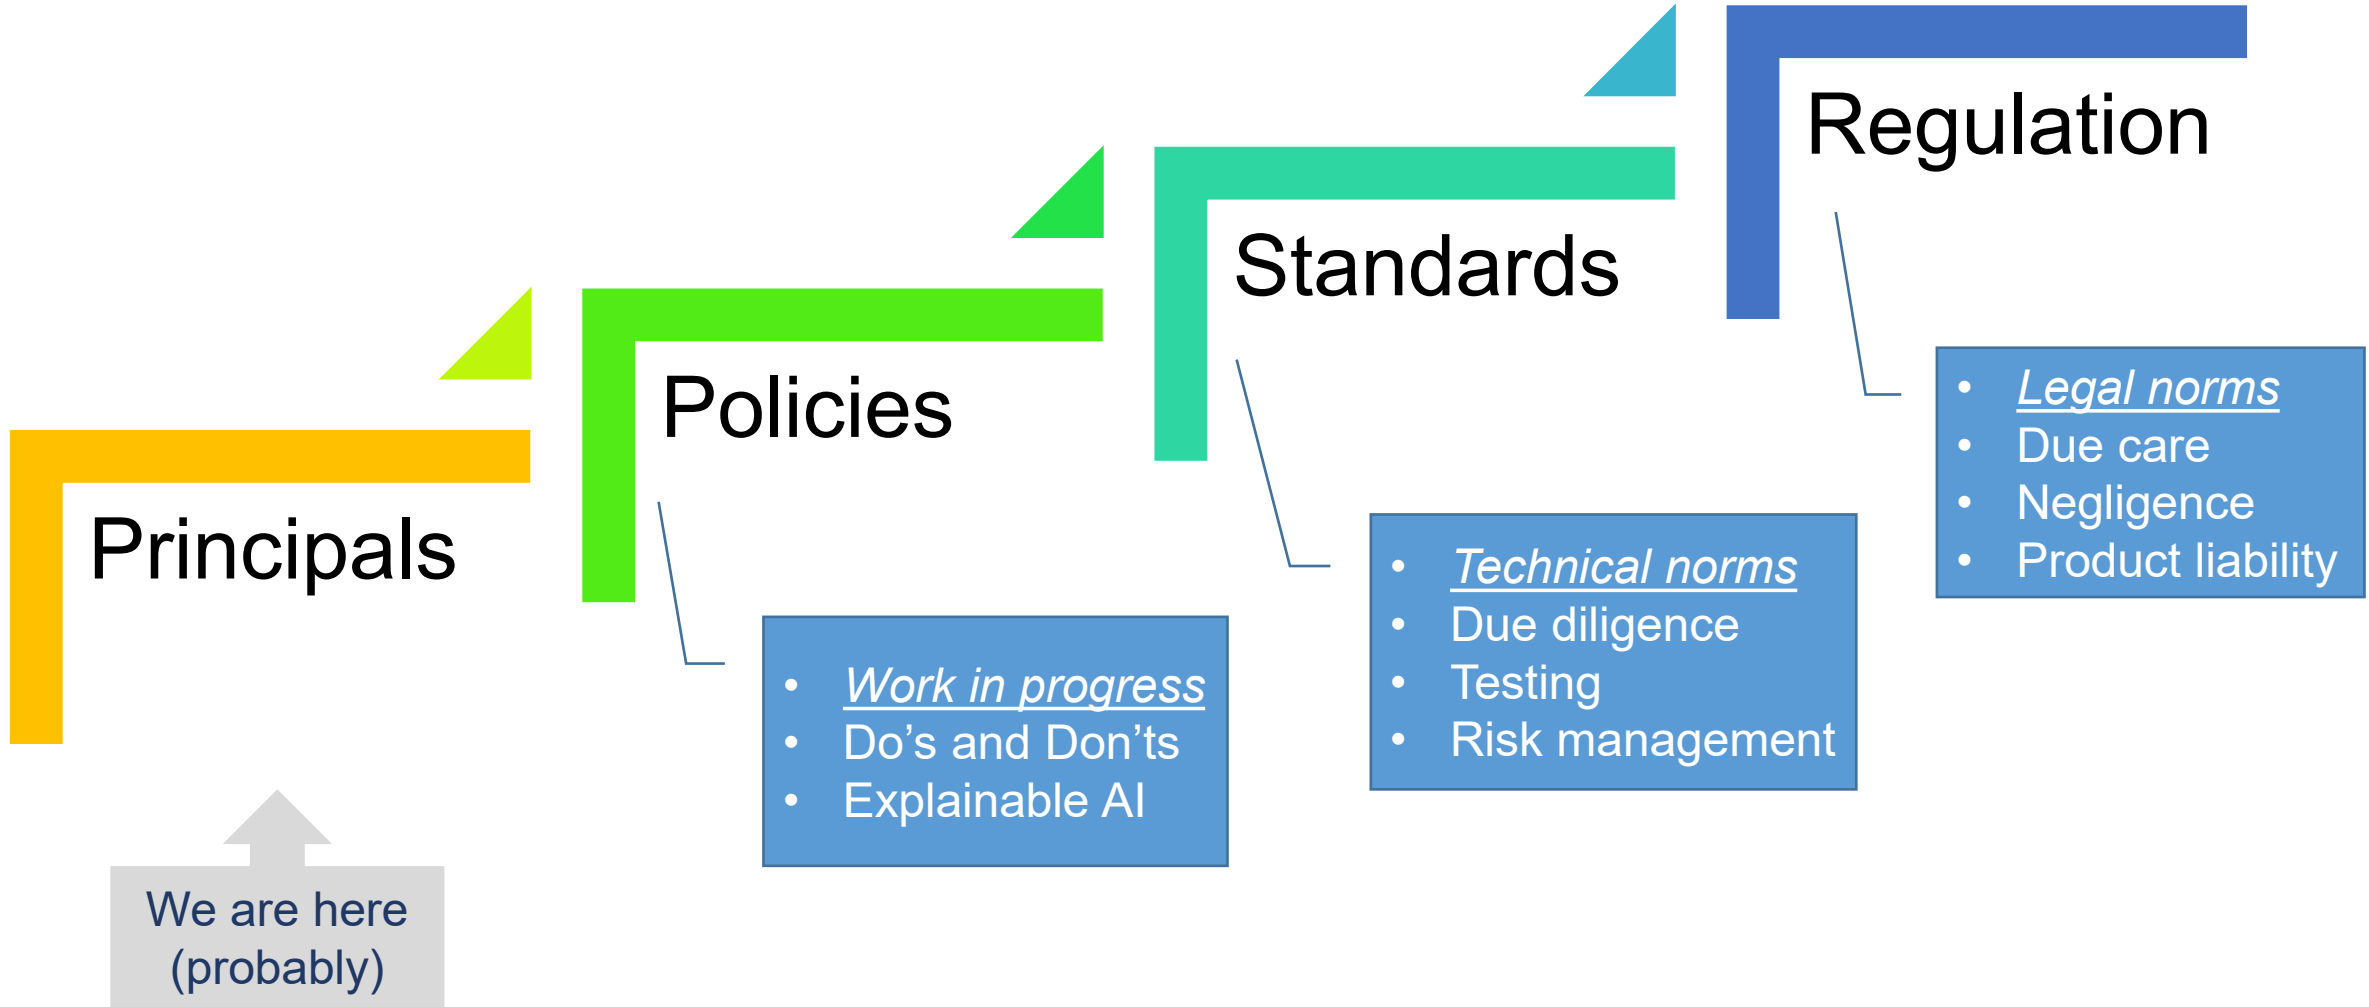 Principals
We are here
(probably)
Policies
• Work in progress
• Do’s and Don’ts
• Explainable AI
Standards
• Technical norms
• Due diligence
• Testing
• Risk management
Regulation
• Legal norms
• Due care
• Negligence
• Product liability